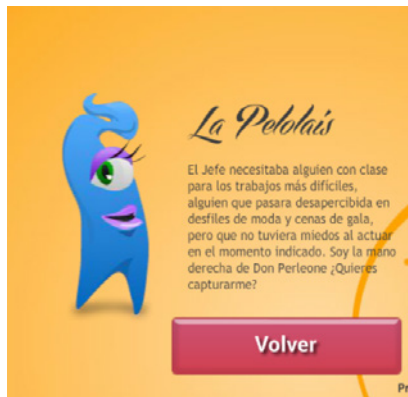 La Pelolais
El Jefe necesitaba alguien con clase
para los trabajos más difíciles,
alguien que pasara desapercibida en
desfiles de moda y cenas de gala,
pero que no tuviera miedos al actuar
en el momento indicado. Soy la mano
derecha de Don Perleone ¿Quieres
capturarme?
Volver